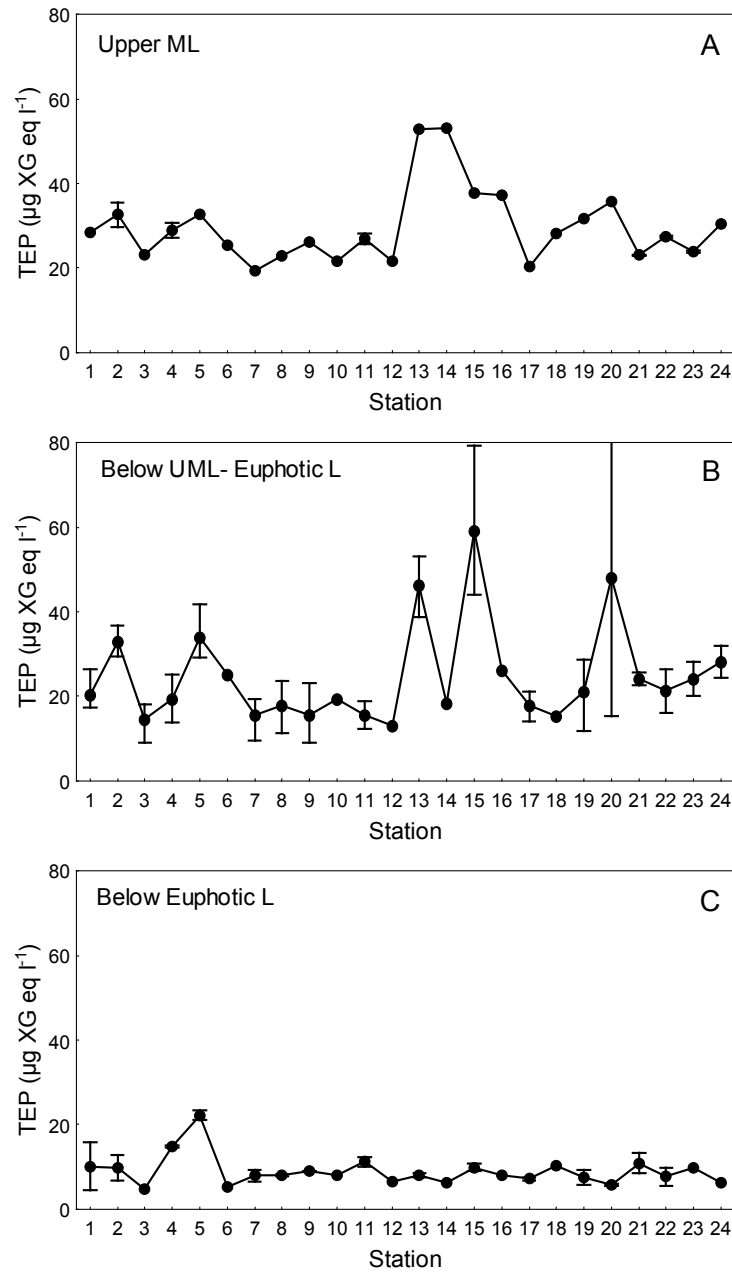 Upper ML
A
TEP (µg XG eq l⁻¹)
80
60
40
20
0
1 2 3 4 5 6 7 8 9 10 11 12 13 14 15 16 17 18 19 20 21 22 23 24
Station
Below UML- Euphotic L
B
TEP (µg XG eq l⁻¹)
80
60
40
20
0
1 2 3 4 5 6 7 8 9 10 11 12 13 14 15 16 17 18 19 20 21 22 23 24
Station
Below Euphotic L
C
TEP (µg XG eq l⁻¹)
80
60
40
20
0
1 2 3 4 5 6 7 8 9 10 11 12 13 14 15 16 17 18 19 20 21 22 23 24
Station